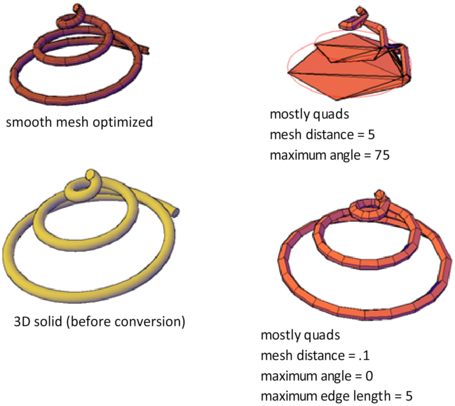 smooth mesh optimized
mostly quads
mesh distance = 5
maximum angle = 75
3D solid (before conversion)
mostly quads
mesh distance = .1
maximum angle = 0
maximum edge length = 5